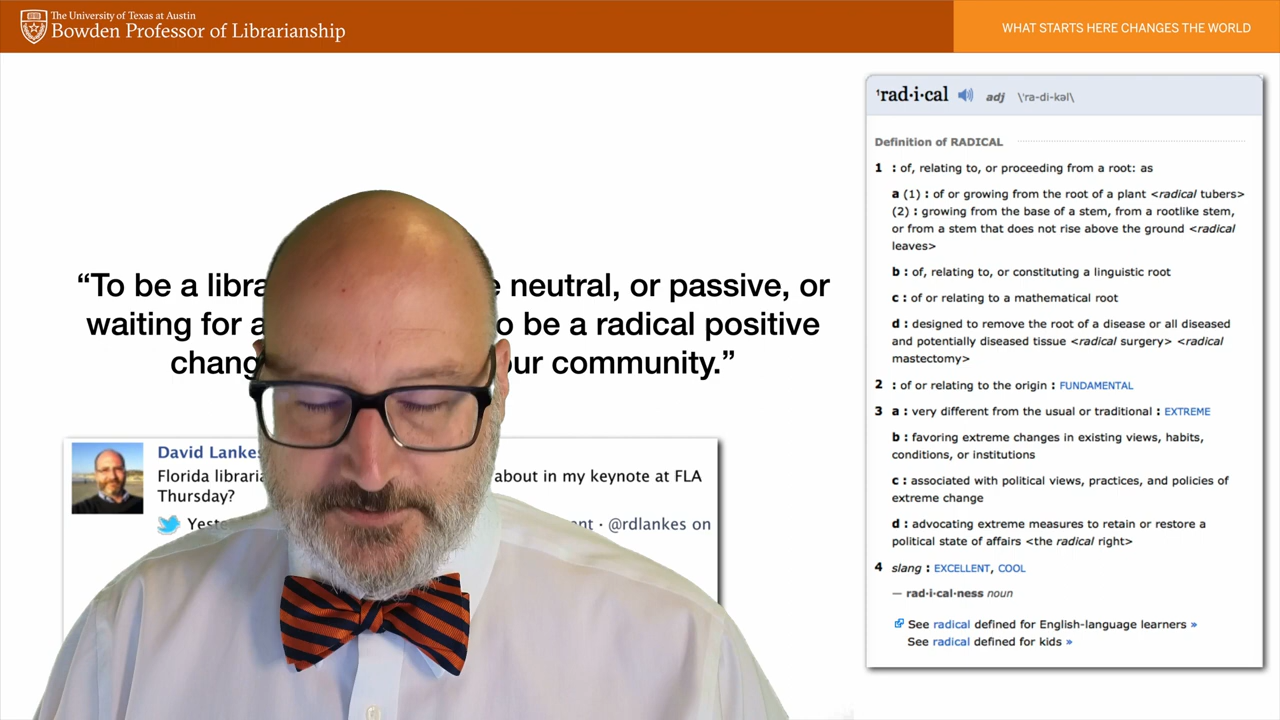 The University of Texas at Austin
Bowden Professor of Librarianship
WHAT STARTS HERE CHANGES THE WORLD
“To be a neutral, or passive, or
waiting for be a radical positive
community.”
David
Florida about in my keynote at FLA
Thursday?
· @rdlankes on
¹rad·i·cal adj \ˈra-di-kəl\
Definition of RADICAL
1 : of, relating to, or proceeding from a root: as
a (1) : of or growing from the root of a plant <radical tubers>
(2) : growing from the base of a stem, from a rootlike stem,
or from a stem that does not rise above the ground <radical
leaves>
b : of, relating to, or constituting a linguistic root
c : of or relating to a mathematical root
d : designed to remove the root of a disease or all diseased
and potentially diseased tissue <radical surgery> <radical
mastectomy>
2 : of or relating to the origin : FUNDAMENTAL
3 a : very different from the usual or traditional : EXTREME
b : favoring extreme changes in existing views, habits,
conditions, or institutions
c : associated with political views, practices, and policies of
extreme change
d : advocating extreme measures to retain or restore a
political state of affairs <the radical right>
4 slang : EXCELLENT, COOL
— rad·i·cal·ness noun
See radical defined for English-language learners »
See radical defined for kids »